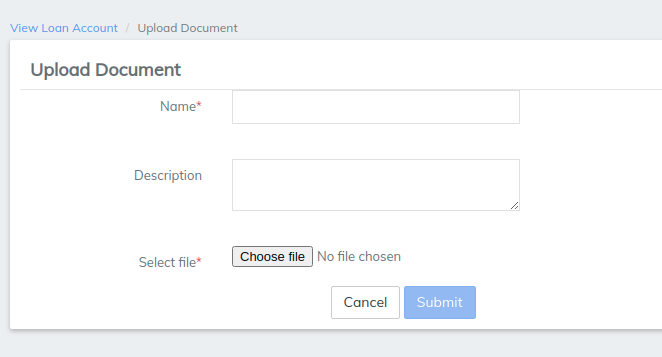 View Loan Account / Upload Document
Upload Document
Name*
Description
Select file* Choose file No file chosen
Cancel Submit